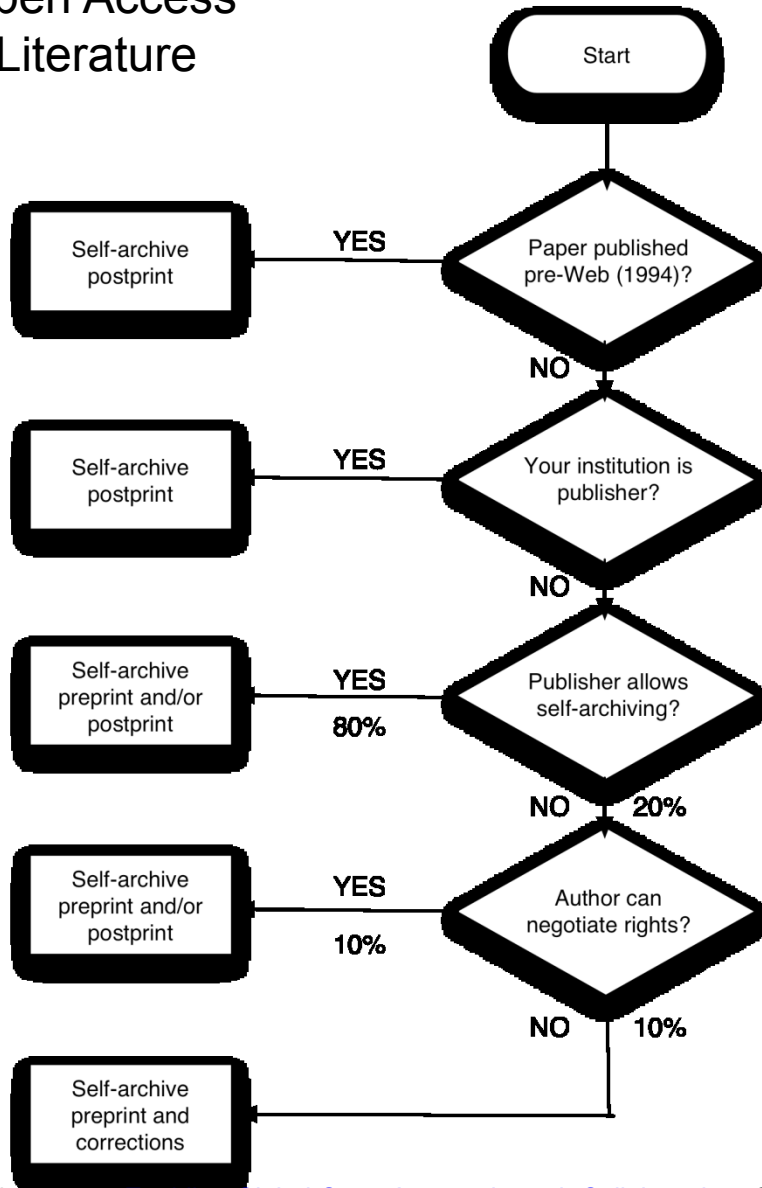 Access
Literature
Start
Paper published
pre-Web (1994)?
YES
Self-archive
postprint
NO
Your institution is
publisher?
YES
Self-archive
postprint
NO
Publisher allows
self-archiving?
YES
80%
Self-archive
preprint and/or
postprint
NO 20%
Author can
negotiate rights?
YES
10%
Self-archive
preprint and/or
postprint
NO 10%
Self-archive
preprint and
corrections